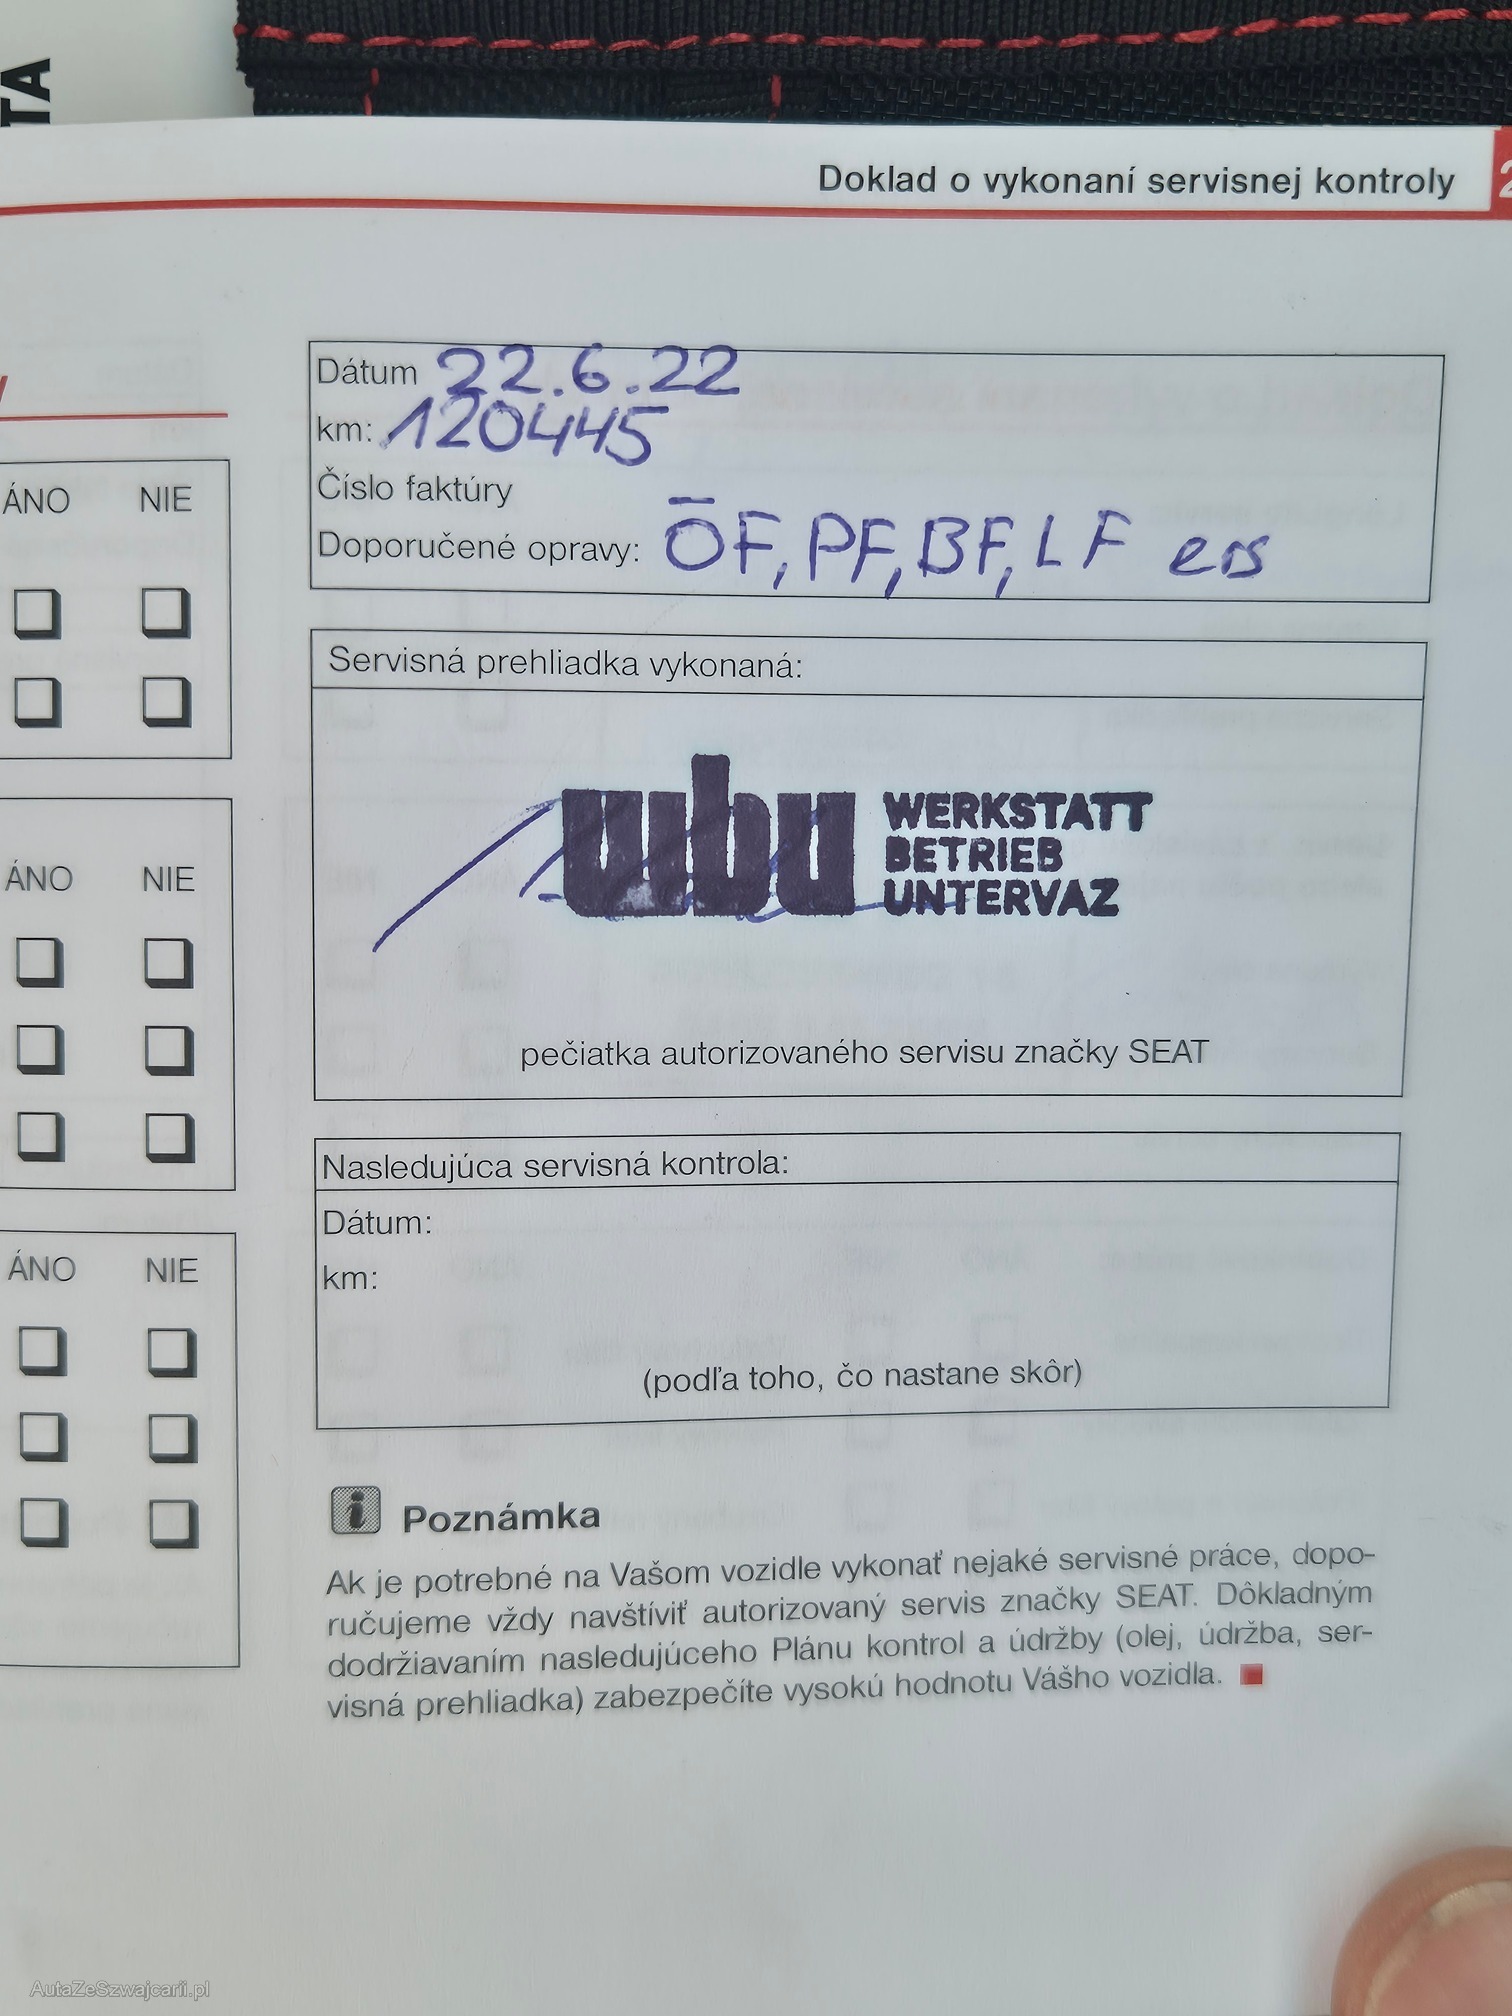 TA
Doklad o vykonaní servisnej kontroly
2
ÁNO NIE
ÁNO NIE
ÁNO NIE
Dátum 22.6.22
km: 120445
Číslo faktúry
Doporučené opravy: ŌF, PF, BF, LF ers
Servisná prehliadka vykonaná:
wbu WERKSTATT
BETRIEB
UNTERVAZ
pečiatka autorizovaného servisu značky SEAT
Nasledujúca servisná kontrola:
Dátum:
km:
(podľa toho, čo nastane skôr)
i Poznámka
Ak je potrebné na Vašom vozidle vykonať nejaké servisné práce, dopo-
ručujeme vždy navštíviť autorizovaný servis značky SEAT. Dôkladným
dodržiavaním nasledujúceho Plánu kontrol a údržby (olej, údržba, ser-
visná prehliadka) zabezpečíte vysokú hodnotu Vášho vozidla.
AutaZeSzwajcarii.pl